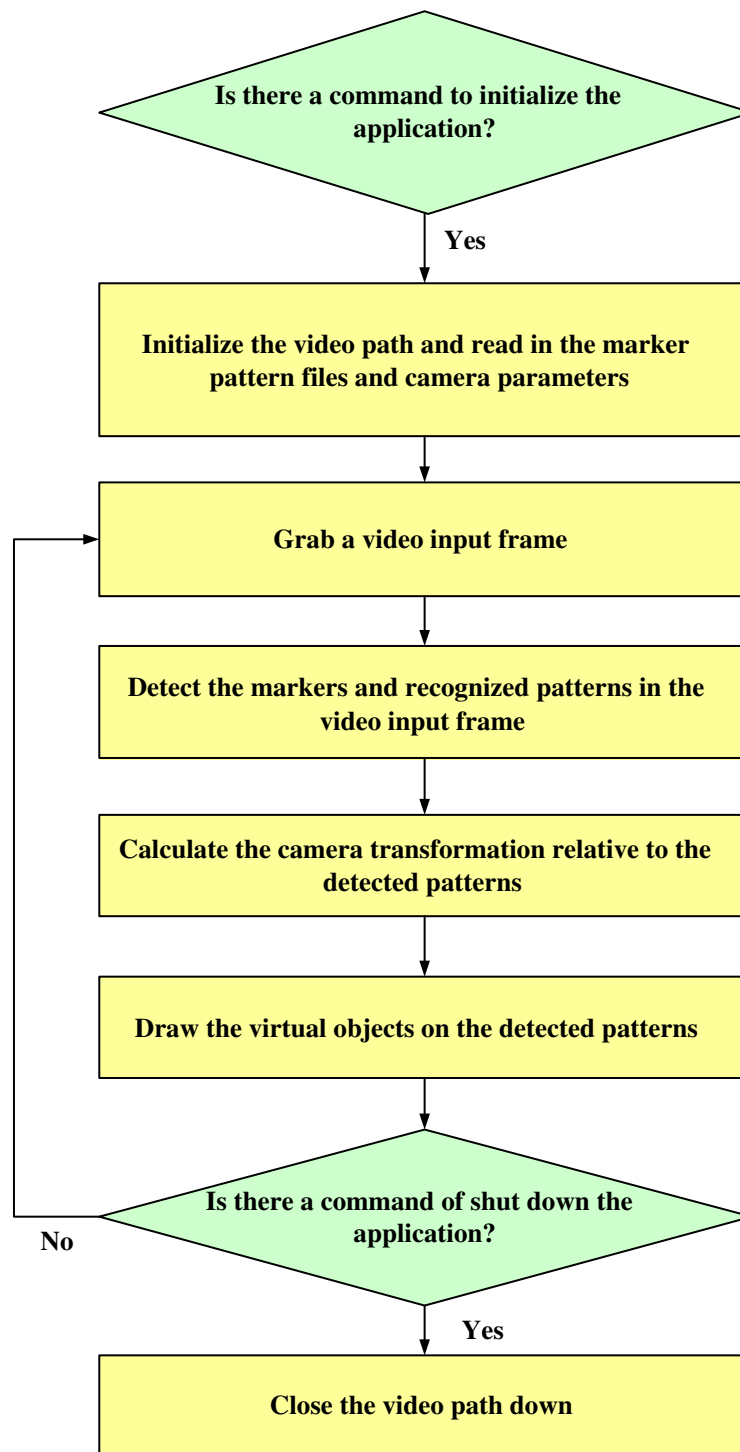 Is there a command to initialize the
application?
Yes
Initialize the video path and read in the marker
pattern files and camera parameters
Grab a video input frame
Detect the markers and recognized patterns in the
video input frame
Calculate the camera transformation relative to the
detected patterns
Draw the virtual objects on the detected patterns
Is there a command of shut down the
application?
No
Yes
Close the video path down